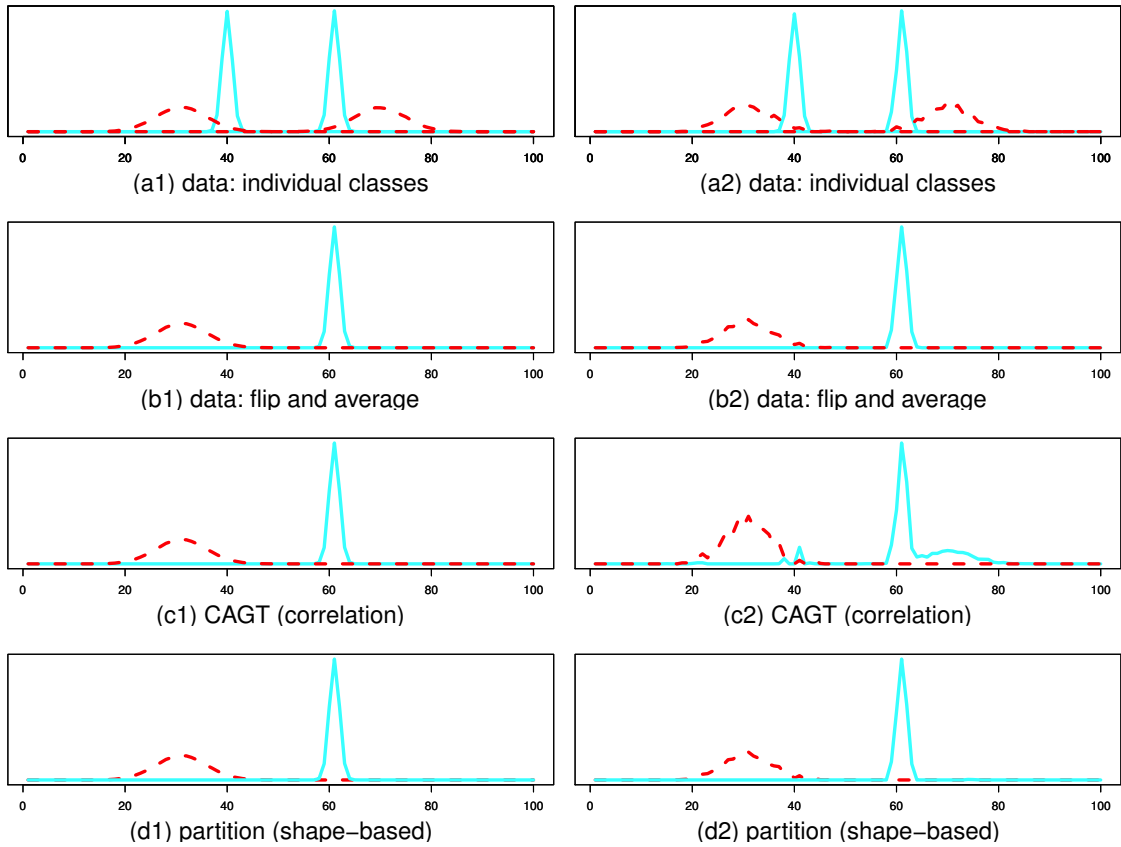 0 20 40 60 80 100
(a1) data: individual classes
0 20 40 60 80 100
(a2) data: individual classes
0 20 40 60 80 100
(b1) data: flip and average
0 20 40 60 80 100
(b2) data: flip and average
0 20 40 60 80 100
(c1) CAGT (correlation)
0 20 40 60 80 100
(c2) CAGT (correlation)
0 20 40 60 80 100
(d1) partition (shape−based)
0 20 40 60 80 100
(d2) partition (shape−based)